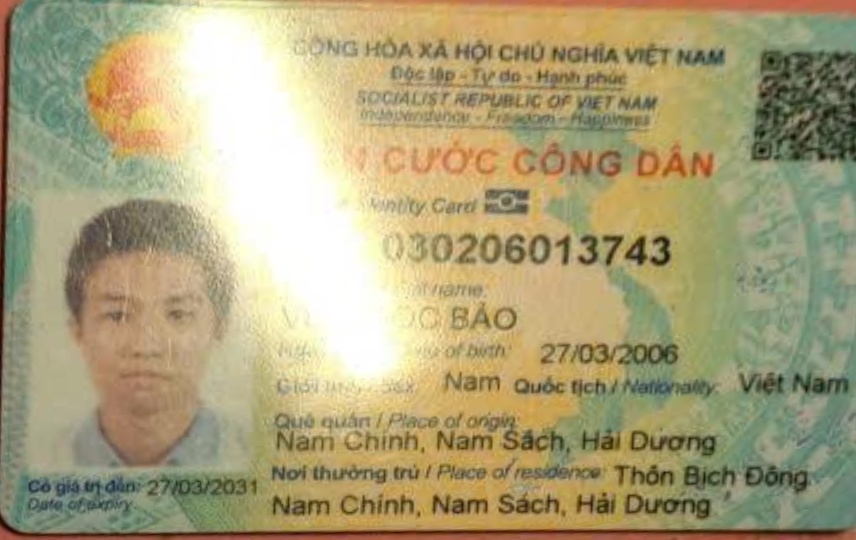 CỘNG HÒA XÃ HỘI CHỦ NGHĨA VIỆT NAM
Độc lập - Tự do - Hạnh phúc
SOCIALIST REPUBLIC OF VIET NAM
Independence - Freedom - Happiness
CƯỚC CÔNG DÂN
Identity Card
030206013743
name:
BẢO
of birth: 27/03/2006
Giới Sex: Nam Quốc tịch / Nationality: Việt Nam
Quê quán / Place of origin:
Nam Chính, Nam Sách, Hải Dương
Nơi thường trú / Place of residence: Thôn Bịch Đông
Nam Chính, Nam Sách, Hải Dương
Có giá trị đến: 27/03/2031
Date of expiry